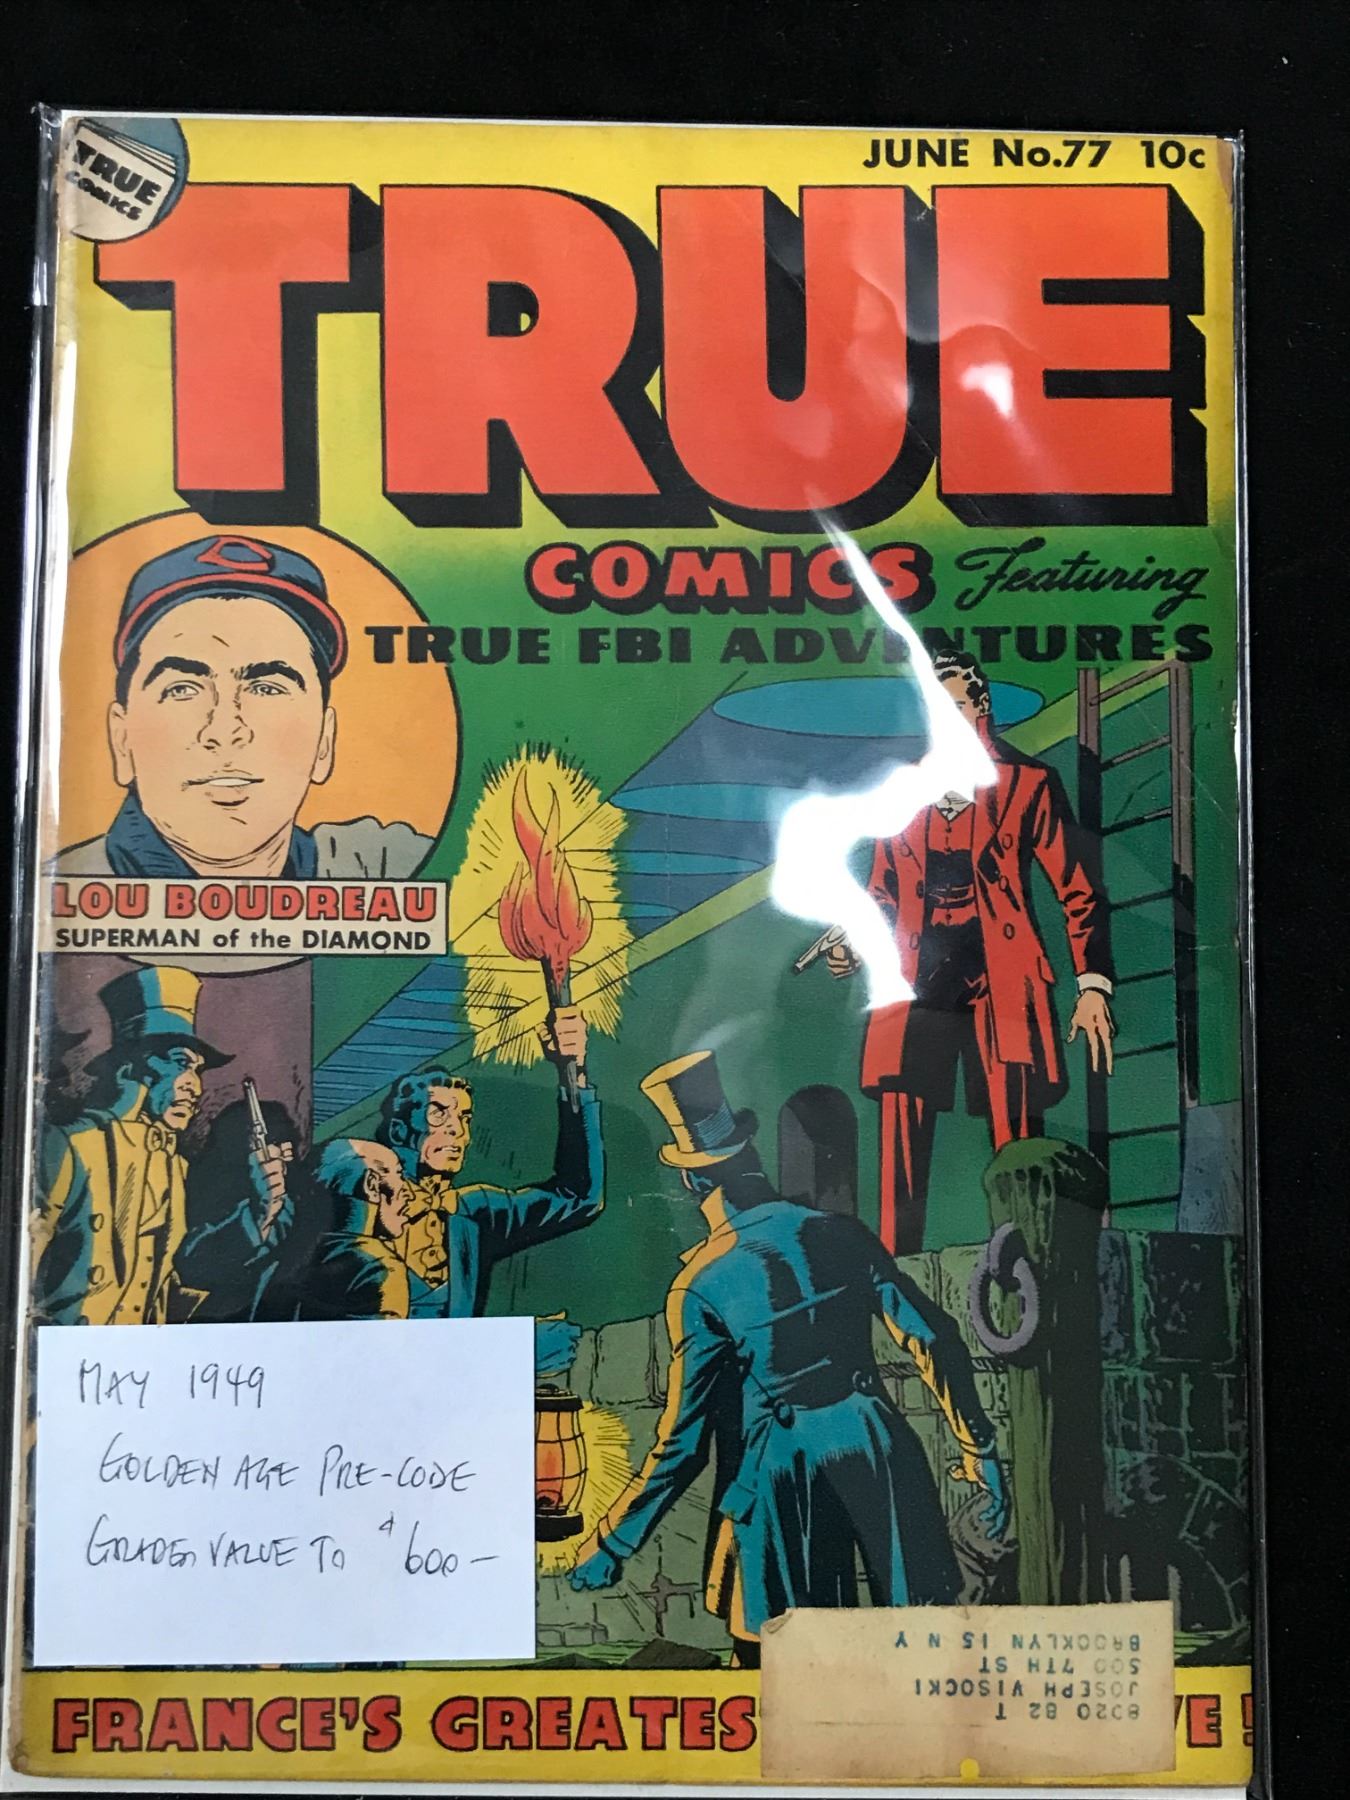 TRUE
COMICS
JUNE No.77 10c
TRUE
COMICS Featuring
TRUE FBI ADVENTURES
LOU BOUDREAU
SUPERMAN of the DIAMOND
MAY 1949
GOLDEN AGE PRE-CODE
GRADED VALUE TO $600—
8020 82 T
JOSEPH VISOCKI
500 7TH ST
BROOKLYN 15 N Y
FRANCE'S GREATES VE!